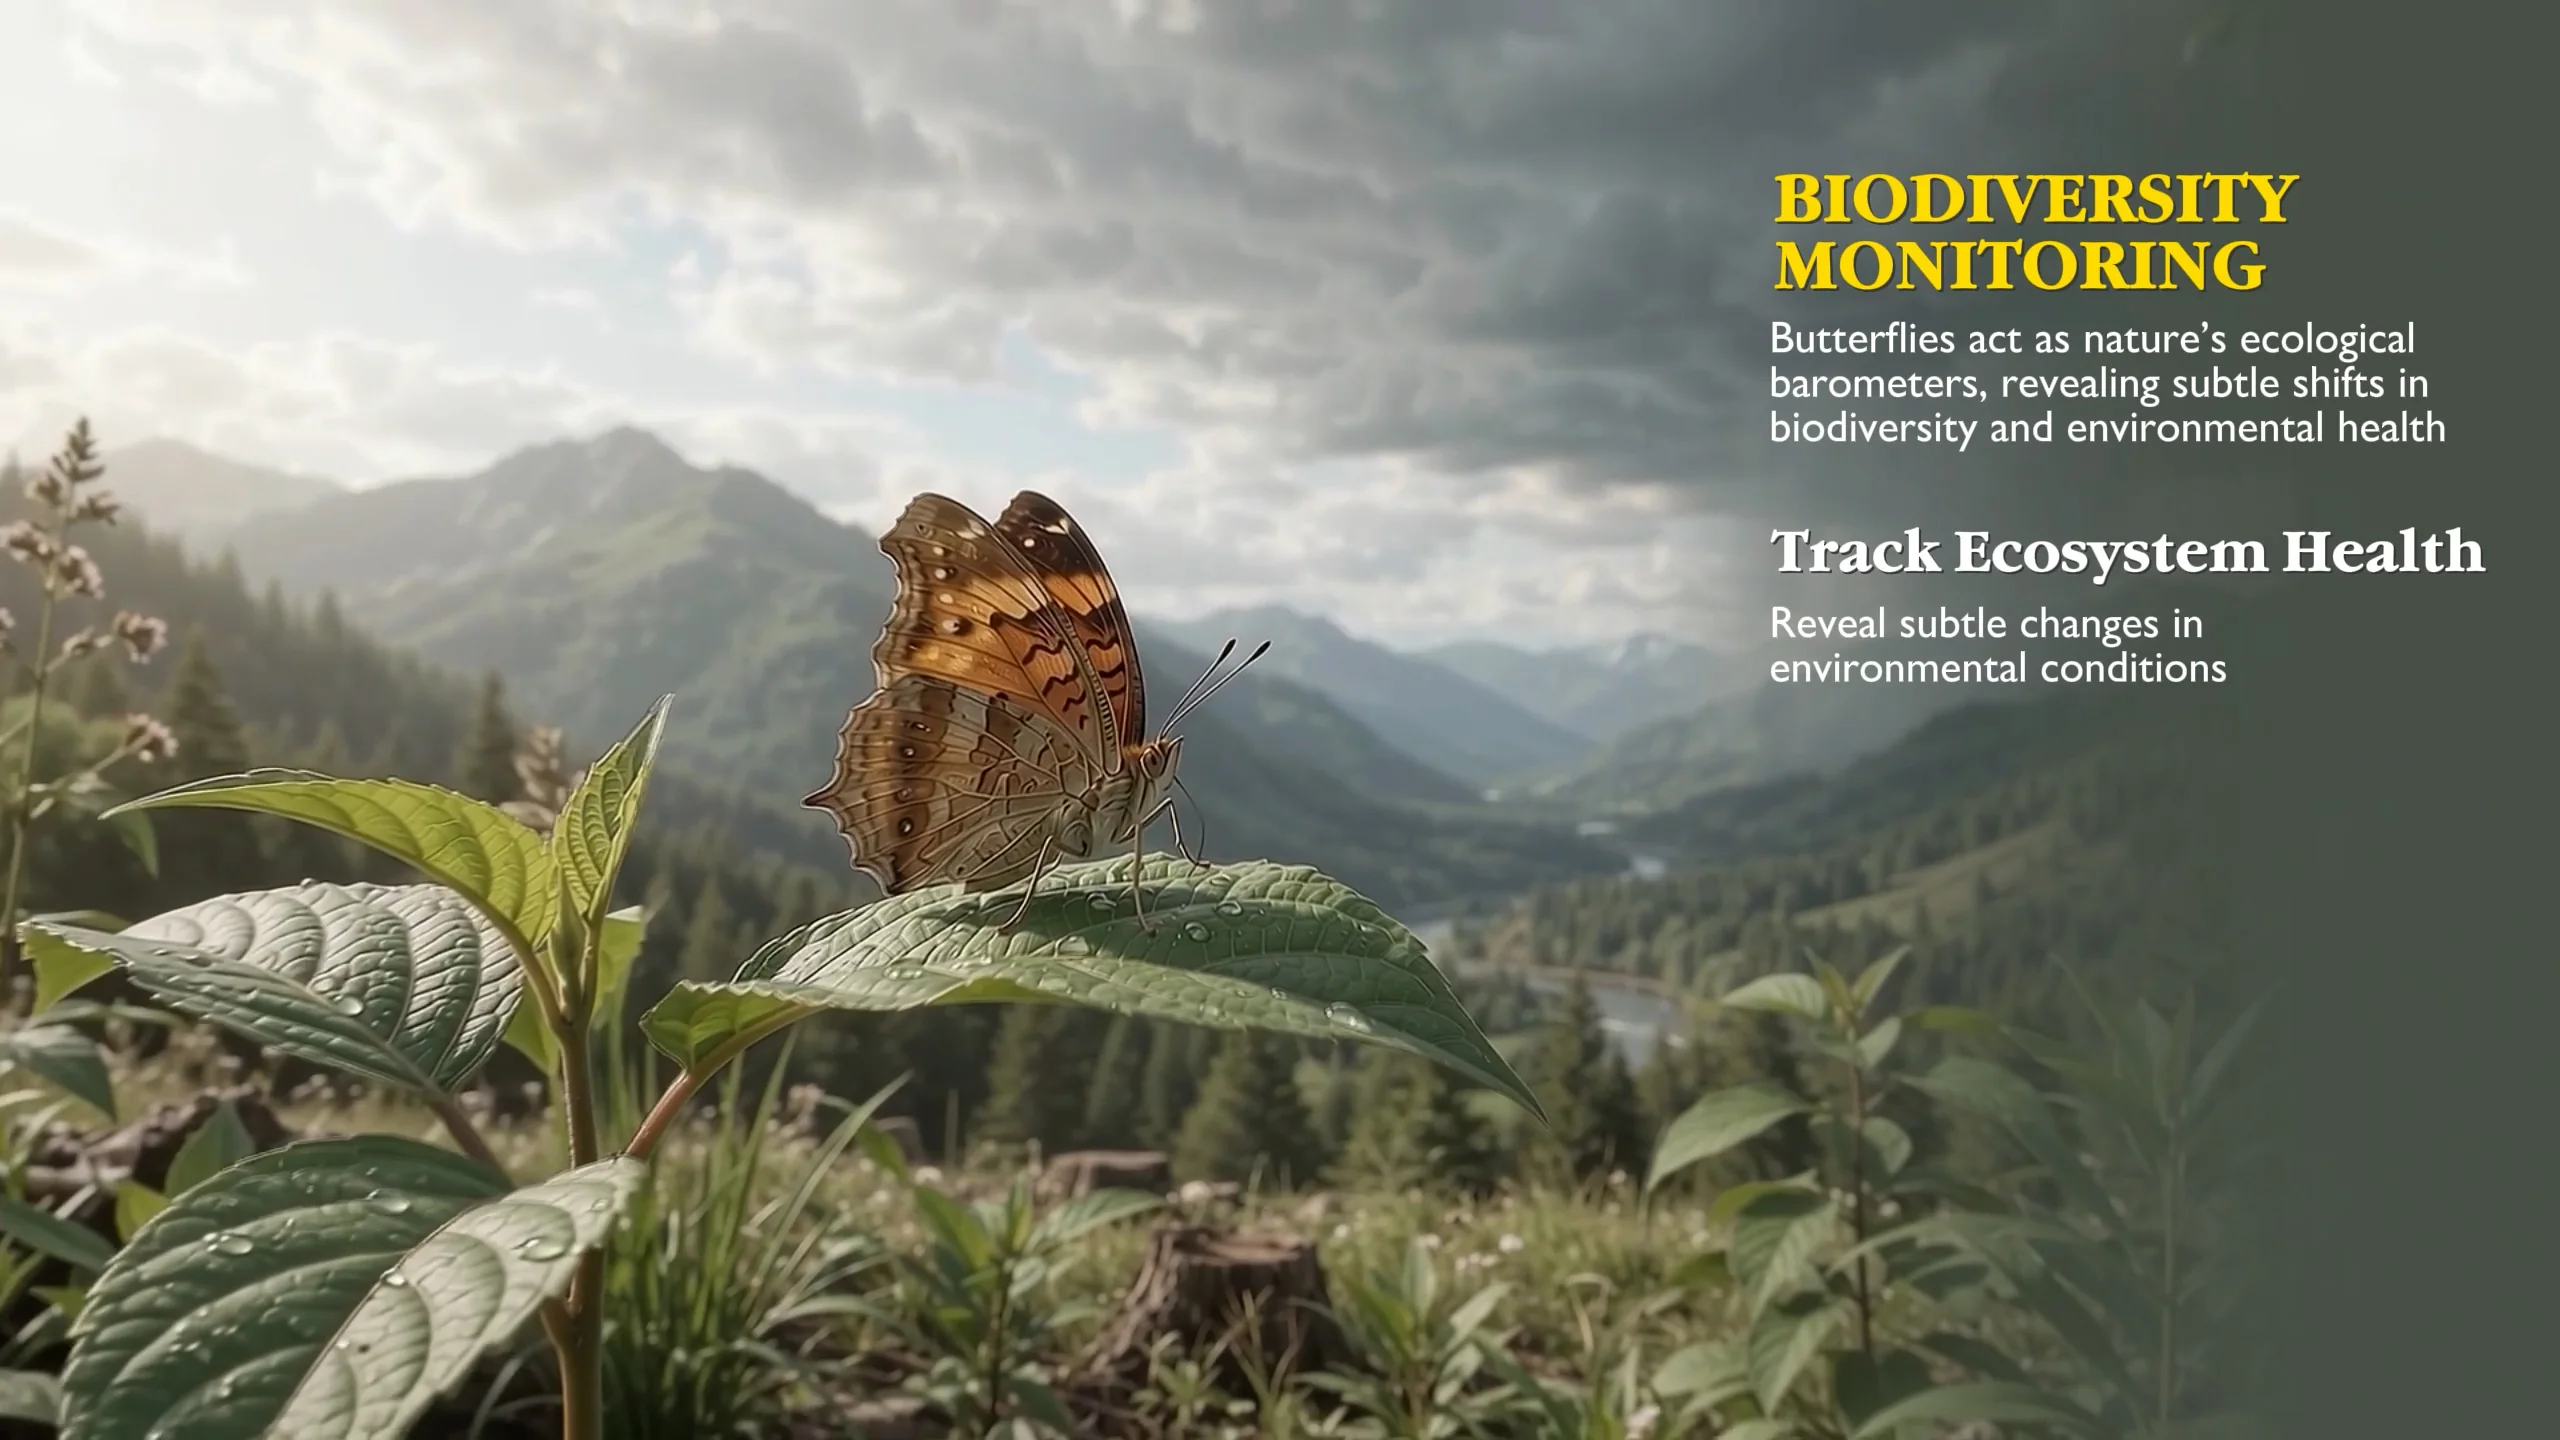 BIODIVERSITY
MONITORING
Butterflies act as nature’s ecological
barometers, revealing subtle shifts in
biodiversity and environmental health
Track Ecosystem Health
Reveal subtle changes in
environmental conditions